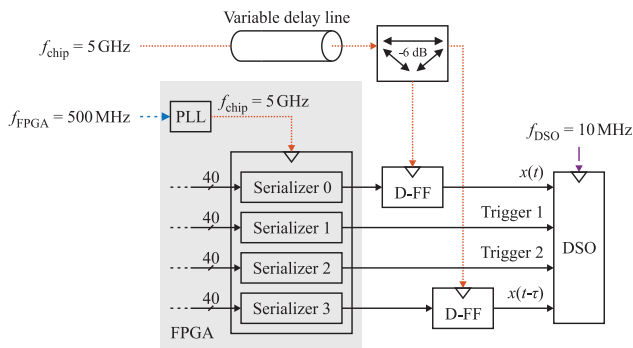 Variable delay line
f_chip = 5 GHz
-6 dB
f_chip = 5 GHz
f_FPGA = 500 MHz
PLL
f_DSO = 10 MHz
40
Serializer 0
D-FF
x(t)
40
Serializer 1
Trigger 1
DSO
40
Serializer 2
Trigger 2
40
Serializer 3
D-FF
x(t-τ)
FPGA